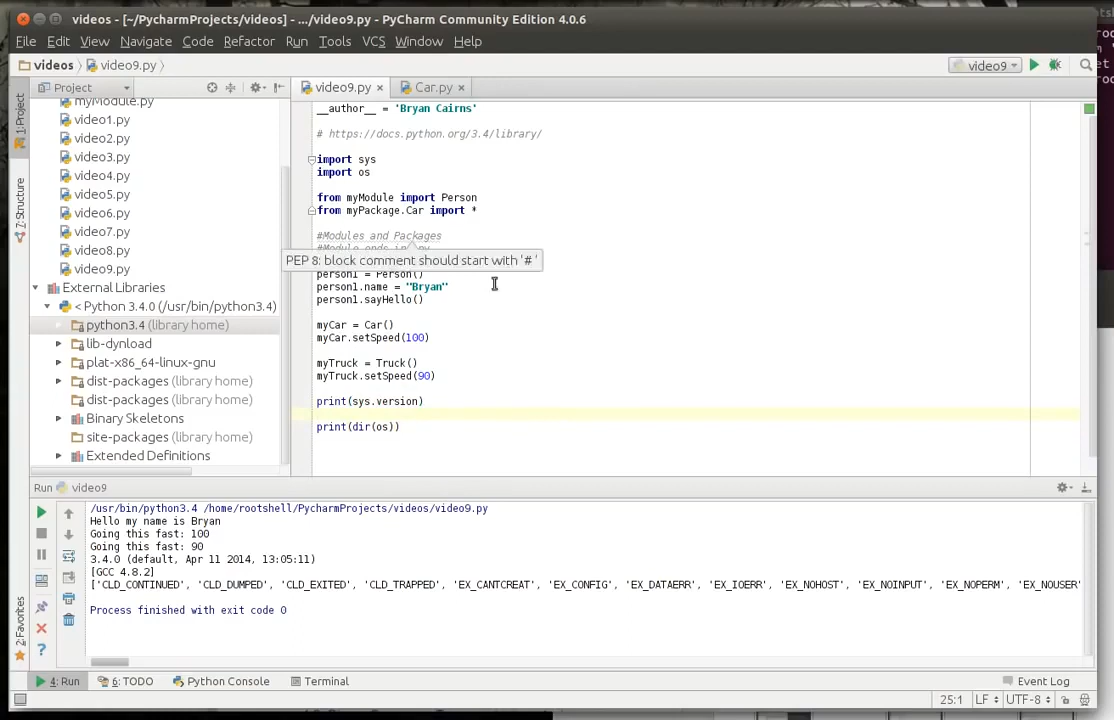 videos - [~/PycharmProjects/videos] - .../video9.py - PyCharm Community Edition 4.0.6
File Edit View Navigate Code Refactor Run Tools VCS Window Help
videos video9.py video9
1: Project
7: Structure
2: Favorites
Project
myModule.py
video1.py
video2.py
video3.py
video4.py
video5.py
video6.py
video7.py
video8.py
video9.py
External Libraries
< Python 3.4.0 (/usr/bin/python3.4)
python3.4 (library home)
lib-dynload
plat-x86_64-linux-gnu
dist-packages (library home)
dist-packages (library home)
Binary Skeletons
site-packages (library home)
Extended Definitions
video9.py Car.py
__author__ = 'Bryan Cairns'
# https://docs.python.org/3.4/library/
import sys
import os
from myModule import Person
from myPackage.Car import *
#Modules and Packages
#Module ends in .py
PEP 8: block comment should start with '# '
person1 = Person()
person1.name = "Bryan"
person1.sayHello()
myCar = Car()
myCar.setSpeed(100)
myTruck = Truck()
myTruck.setSpeed(90)
print(sys.version)
print(dir(os))
Run video9
/usr/bin/python3.4 /home/rootshell/PycharmProjects/videos/video9.py
Hello my name is Bryan
Going this fast: 100
Going this fast: 90
3.4.0 (default, Apr 11 2014, 13:05:11)
[GCC 4.8.2]
['CLD_CONTINUED', 'CLD_DUMPED', 'CLD_EXITED', 'CLD_TRAPPED', 'EX_CANTCREAT', 'EX_CONFIG', 'EX_DATAERR', 'EX_IOERR', 'EX_NOHOST', 'EX_NOINPUT', 'EX_NOPERM', 'EX_NOUSER'
Process finished with exit code 0
4: Run 6: TODO Python Console Terminal Event Log
25:1 LF UTF-8